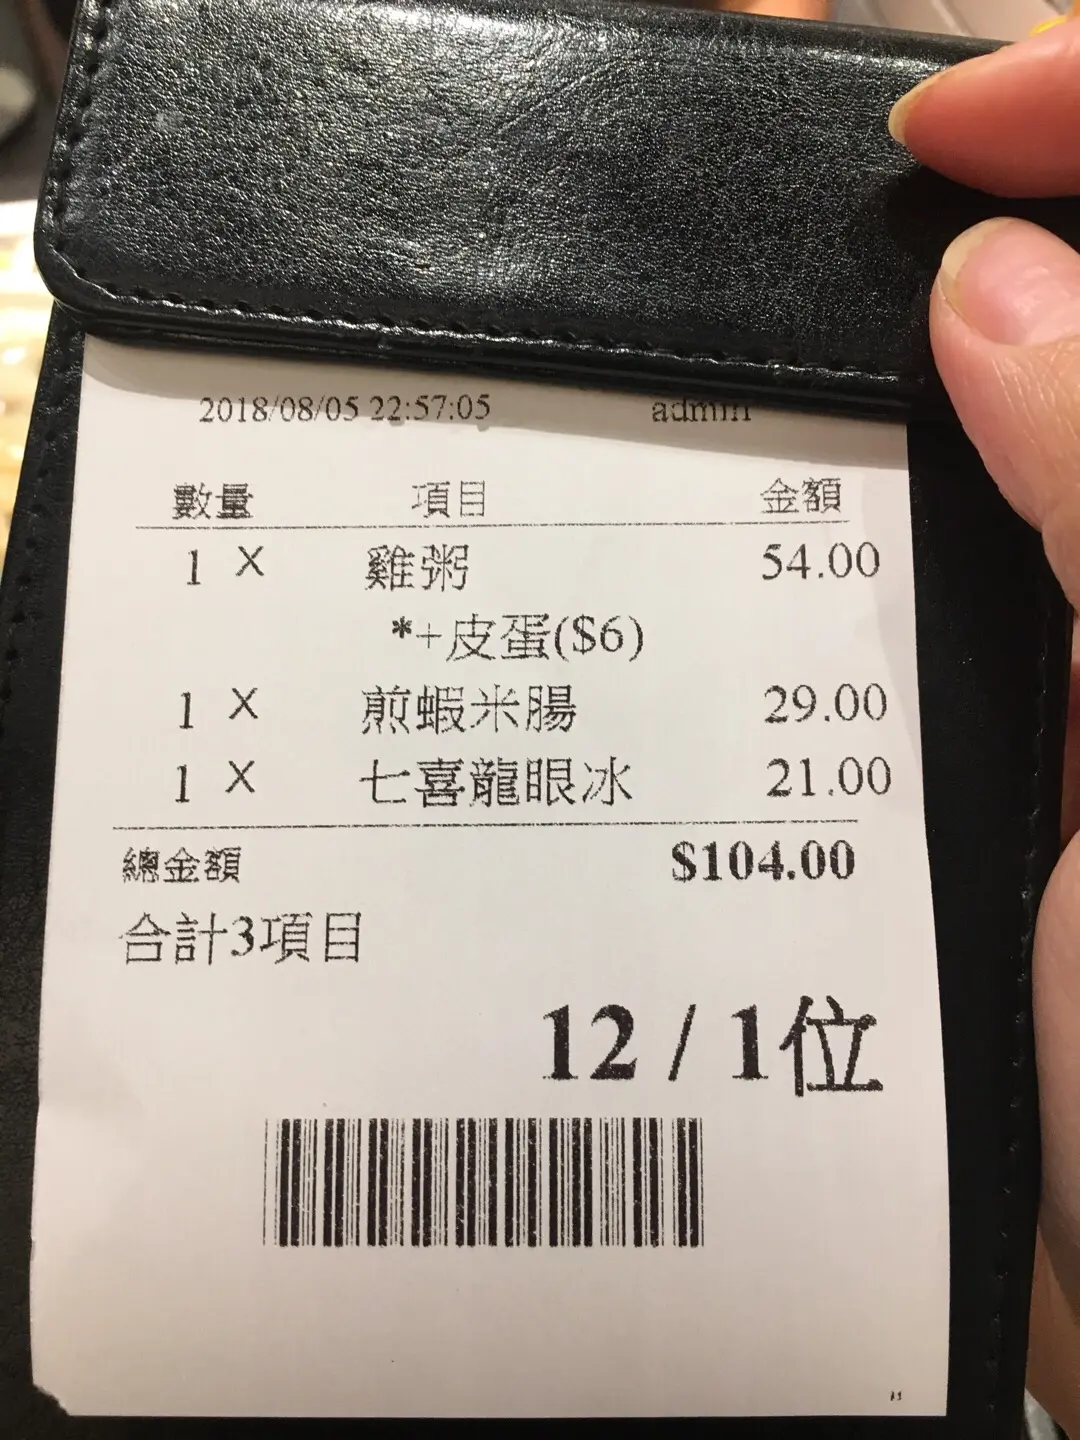 2018/08/05 22:57:05 admin
數量 項目 金額
1 X 雞粥 54.00
*+皮蛋($6)
1 X 煎蝦米腸 29.00
1 X 七喜龍眼冰 21.00
總金額 $104.00
合計3項目
12 / 1位